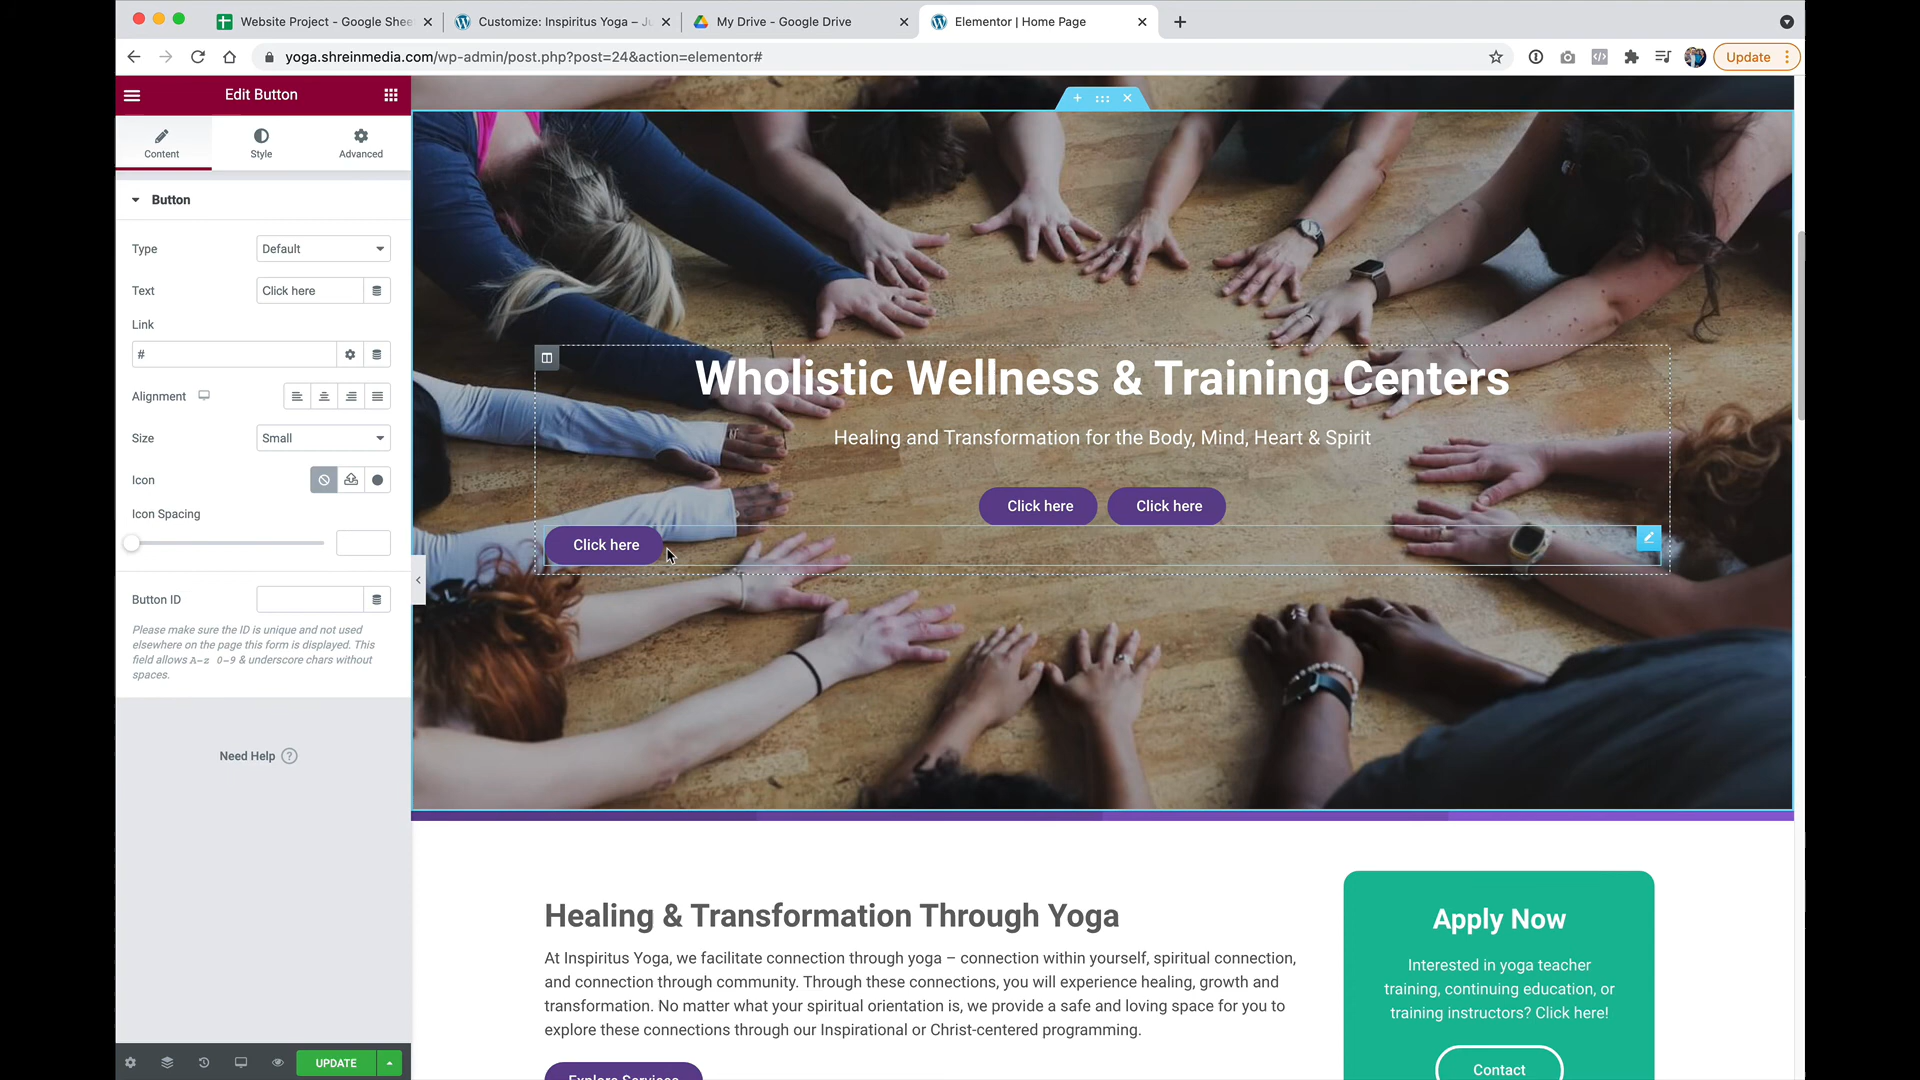 Website Project - Google Shee
Customize: Inspiritus Yoga – Ju
My Drive - Google Drive
Elementor | Home Page
yoga.shreinmedia.com/wp-admin/post.php?post=24&action=elementor#
Update
Edit Button
Content
Style
Advanced
Button
Type
Default
Text
Click here
Link
#
Alignment
Size
Small
Icon
Icon Spacing
Button ID
Please make sure the ID is unique and not used
elsewhere on the page this form is displayed. This
field allows A-z 0-9 & underscore chars without
spaces.
Need Help
UPDATE
Wholistic Wellness & Training Centers
Healing and Transformation for the Body, Mind, Heart & Spirit
Click here
Click here
Click here
Healing & Transformation Through Yoga
At Inspiritus Yoga, we facilitate connection through yoga – connection within yourself, spiritual connection,
and connection through community. Through these connections, you will experience healing, growth and
transformation. No matter what your spiritual orientation is, we provide a safe and loving space for you to
explore these connections through our Inspirational or Christ-centered programming.
Explore Services
Apply Now
Interested in yoga teacher
training, continuing education, or
training instructors? Click here!
Contact